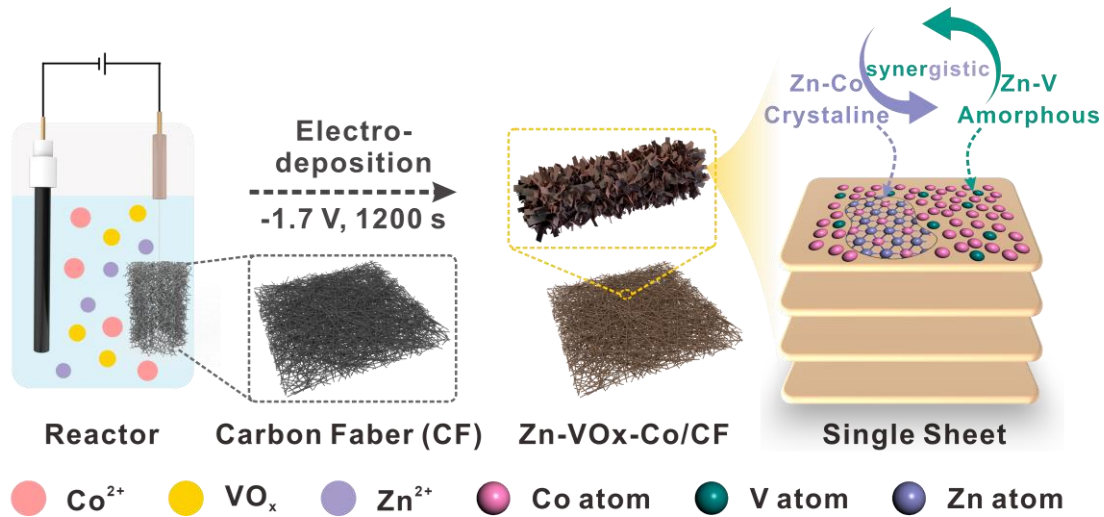 synergistic
Zn-Co
Crystaline
Zn-V
Amorphous
Electro-
deposition
-1.7 V, 1200 s
Reactor
Carbon Faber (CF)
Zn-VOx-Co/CF
Single Sheet
Co²⁺
VOₓ
Zn²⁺
Co atom
V atom
Zn atom